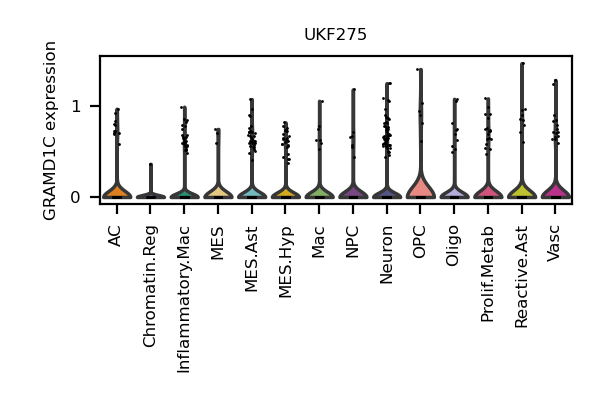 UKF275
GRAMD1C expression
1
0
AC
Chromatin.Reg
Inflammatory.Mac
MES
MES.Ast
MES.Hyp
Mac
NPC
Neuron
OPC
Oligo
Prolif.Metab
Reactive.Ast
Vasc